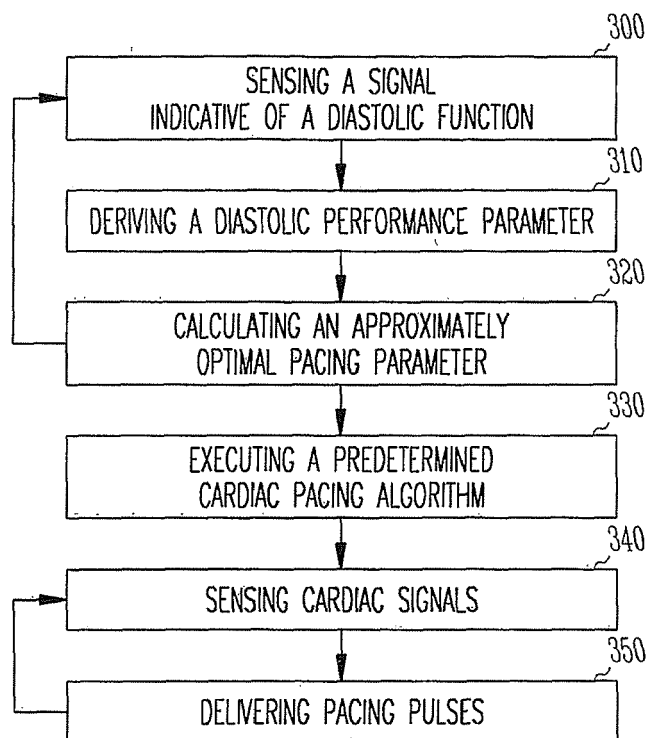 300
SENSING A SIGNAL
INDICATIVE OF A DIASTOLIC FUNCTION
310
DERIVING A DIASTOLIC PERFORMANCE PARAMETER
320
CALCULATING AN APPROXIMATELY
OPTIMAL PACING PARAMETER
330
EXECUTING A PREDETERMINED
CARDIAC PACING ALGORITHM
340
SENSING CARDIAC SIGNALS
350
DELIVERING PACING PULSES